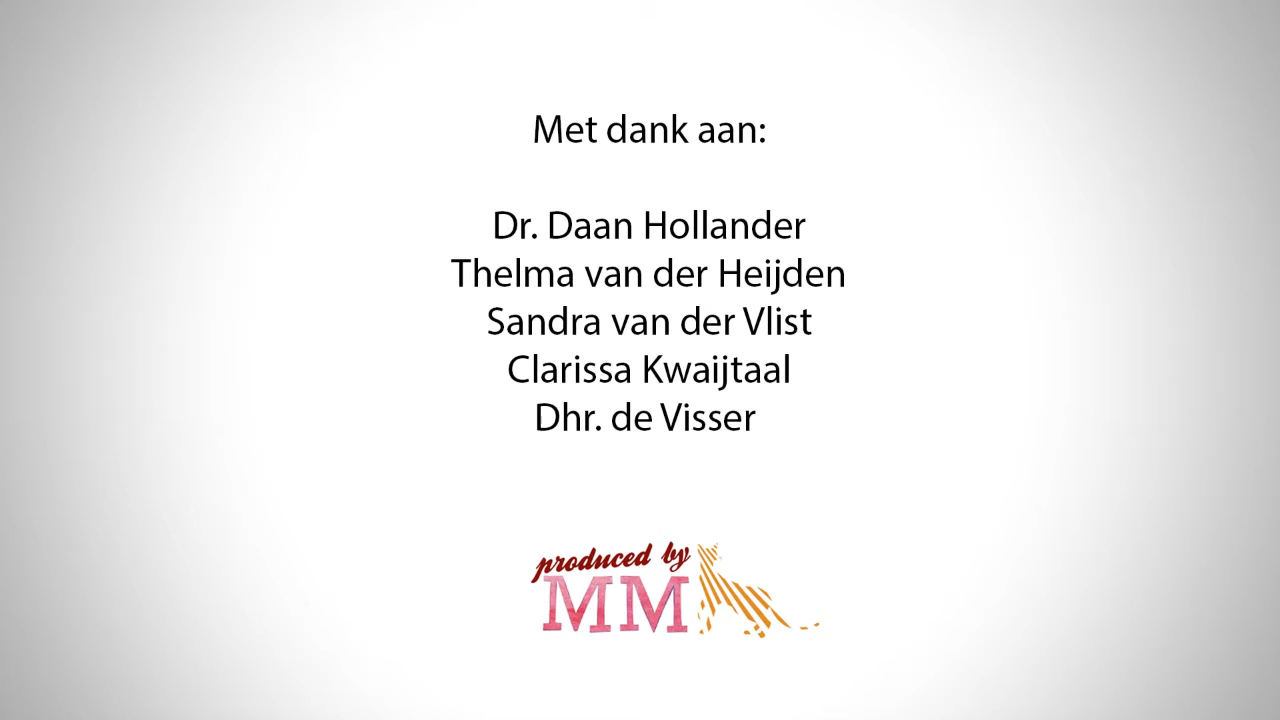 Met dank aan:
Dr. Daan Hollander
Thelma van der Heijden
Sandra van der Vlist
Clarissa Kwaijtaal
Dhr. de Visser
produced by
MM